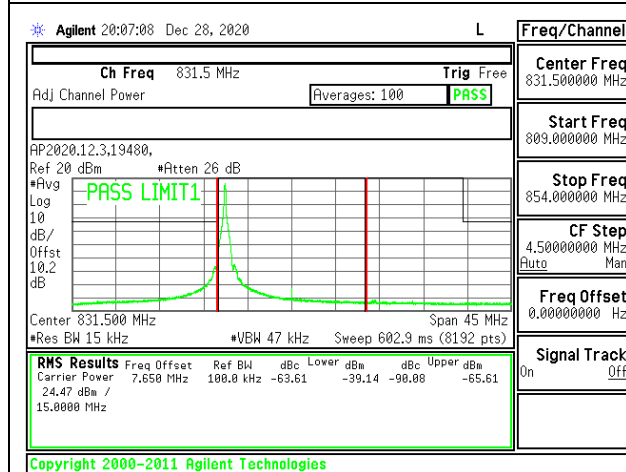 Agilent 20:07:08 Dec 28, 2020 L
Freq/Channel
Ch Freq 831.5 MHz Trig Free
Adj Channel Power Averages: 100 PASS
AP2020.12.3,19480,
Ref 20 dBm #Atten 26 dB
#Avg
Log
10
dB/
Offst
10.2
dB
PASS LIMIT1
Center 831.500 MHz Span 45 MHz
#Res BW 15 kHz #VBW 47 kHz Sweep 602.9 ms (8192 pts)
RMS Results Freq Offset Ref BW dBc Lower dBm dBc Upper dBm
Carrier Power 7.650 MHz 100.0 kHz -63.61 -39.14 -90.08 -65.61
24.47 dBm /
15.0000 MHz
Center Freq
831.500000 MHz
Start Freq
809.000000 MHz
Stop Freq
854.000000 MHz
CF Step
4.50000000 MHz
Auto Man
Freq Offset
0.00000000 Hz
Signal Track
On Off
Copyright 2000-2011 Agilent Technologies